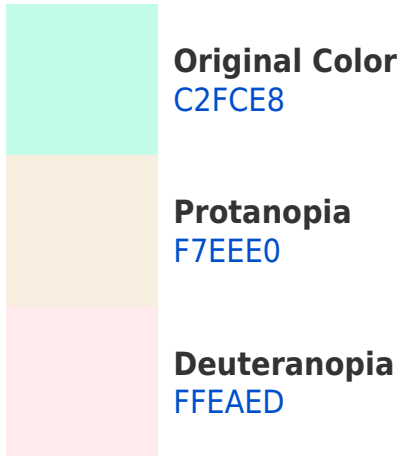 Original Color
C2FCE8
Protanopia
F7EEE0
Deuteranopia
FFEAED